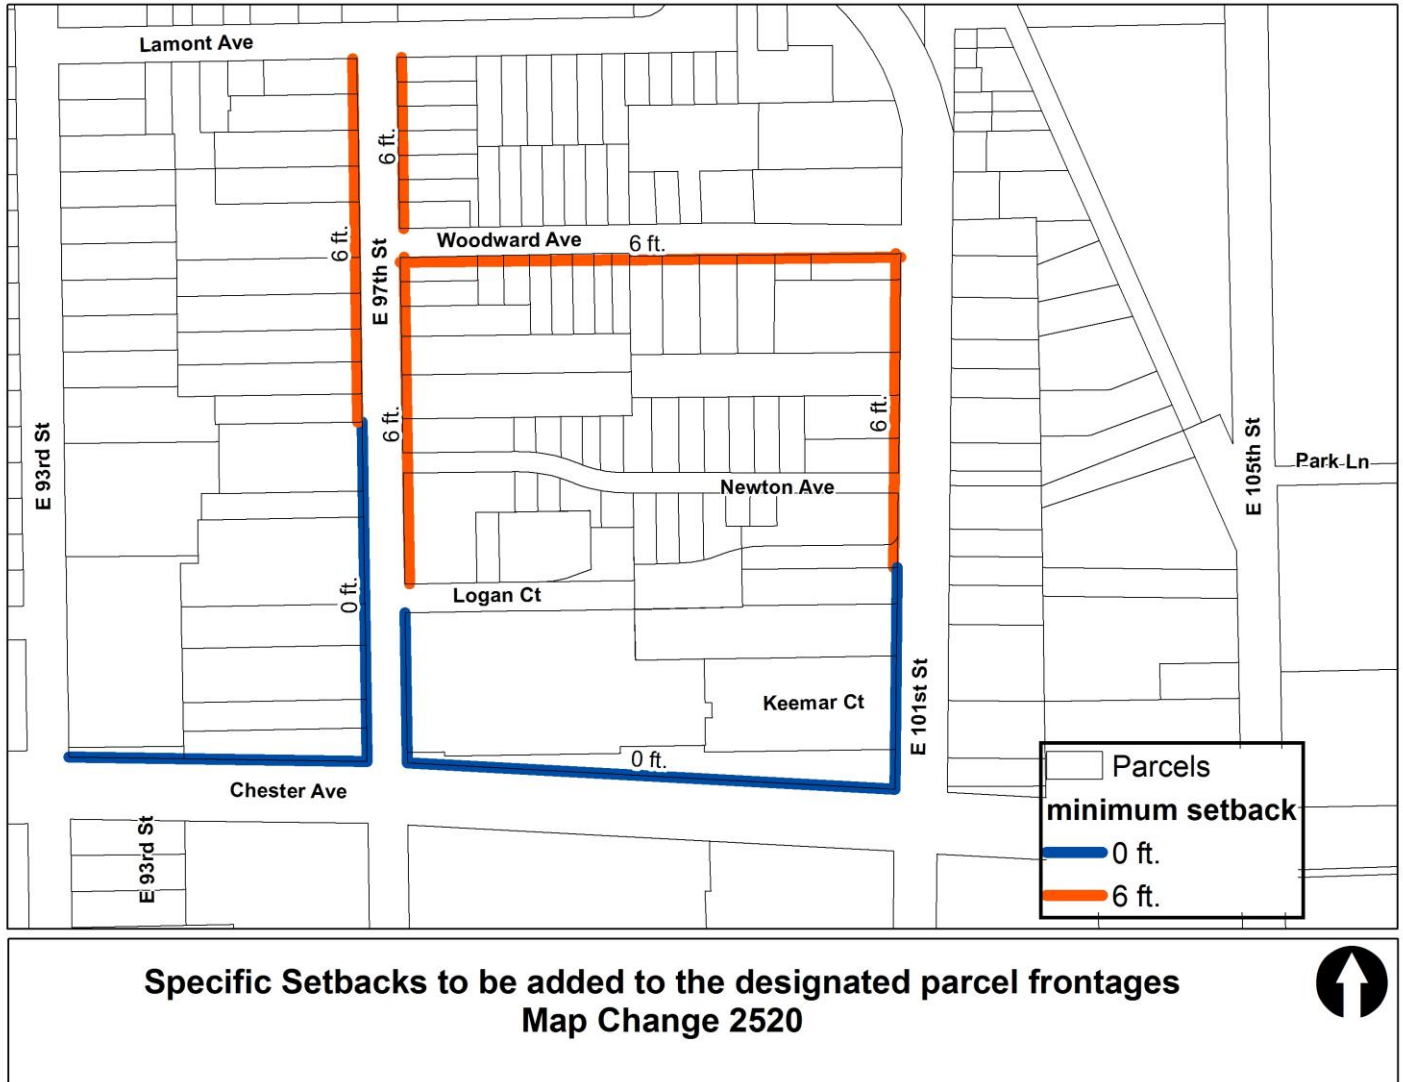 Lamont Ave
6 ft.
6 ft.
E 97th St
Woodward Ave
6 ft.
E 93rd St
6 ft.
6 ft.
E 105th St
Park Ln
Newton Ave
0 ft.
Logan Ct
E 101st St
Keemar Ct
0 ft.
Chester Ave
E 93rd St
Parcels
minimum setback
0 ft.
6 ft.
Specific Setbacks to be added to the designated parcel frontages
Map Change 2520